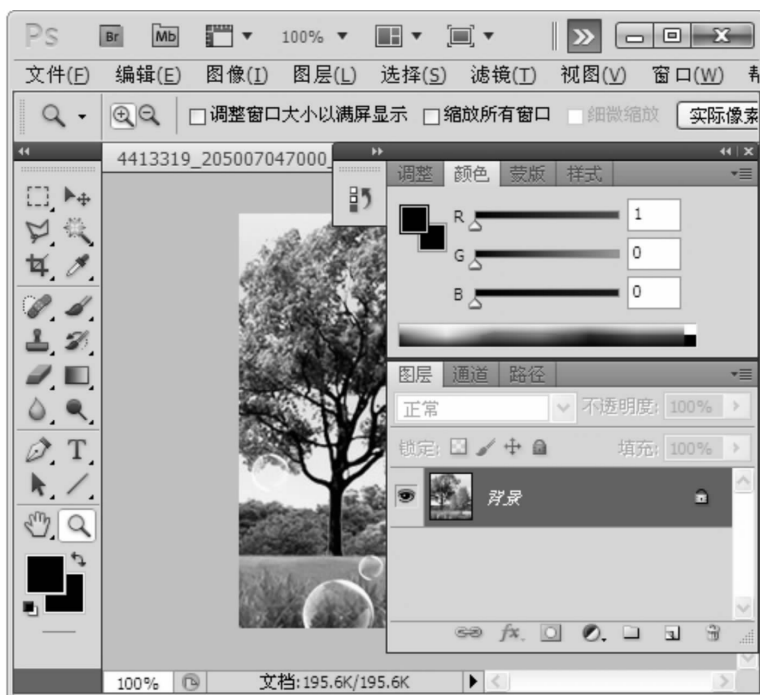 Ps Br Mb 100%
文件(F) 编辑(E) 图像(I) 图层(L) 选择(S) 滤镜(T) 视图(V) 窗口(W)
调整窗口大小以满屏显示 缩放所有窗口 细微缩放 实际像素
4413319_205007047000_
调整 颜色 蒙版 样式
R 1
G 0
B 0
图层 通道 路径
正常 不透明度: 100%
锁定: 填充: 100%
背景
T
fx.
100% 文档:195.6K/195.6K